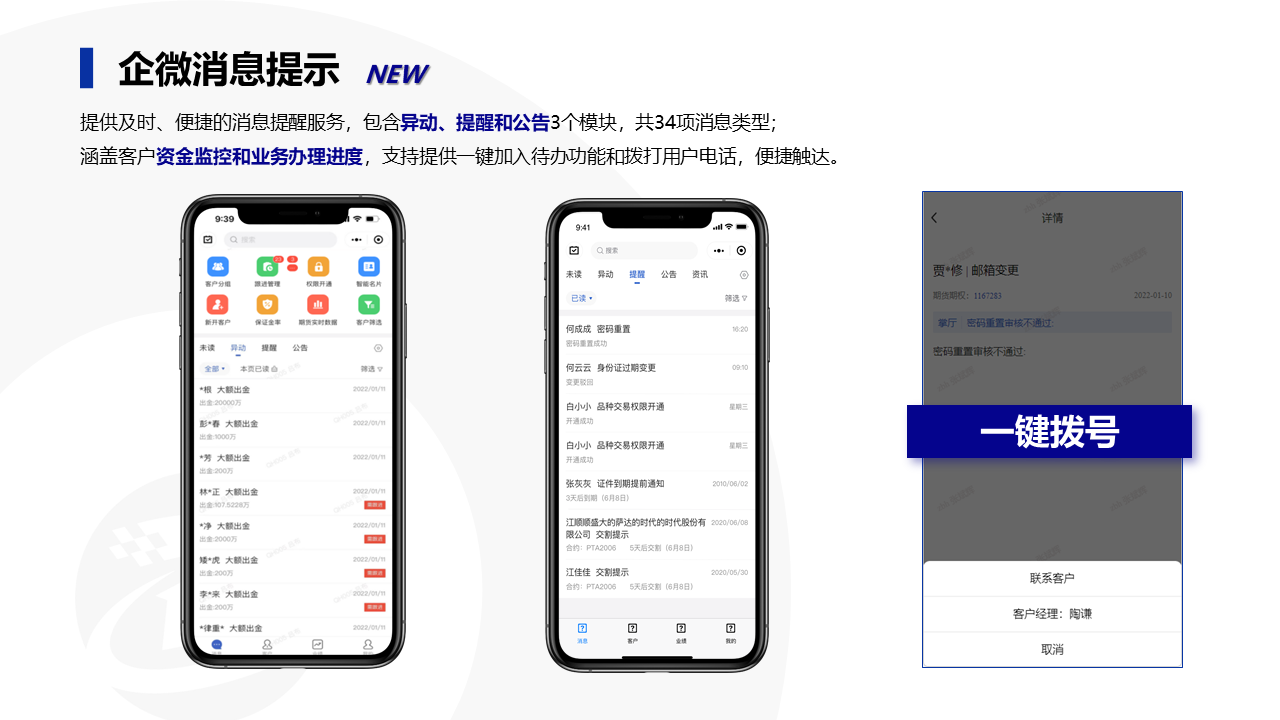 企微消息提示 NEW
提供及时、便捷的消息提醒服务，包含异动、提醒和公告3个模块，共34项消息类型；
涵盖客户资金监控和业务办理进度，支持提供一键加入待办功能和拨打用户电话，便捷触达。
9:39
搜索
客户分组 跟进管理 权限开通 智能名片
新开客户 保证金率 期货实时数据 客户筛选
未读 异动 提醒 公告
全部 本页已读 筛选
*根 大额出金 2022/01/11
出金:20000万
彭*春 大额出金 2022/01/11
出金:1000万
*芳 大额出金 2022/01/11
出金:200万
林*正 大额出金 2022/01/11
出金:107.5228万
*净 大额出金 2022/01/11
出金:2000万
矮*虎 大额出金 2022/01/11
出金:200万
李*来 大额出金 2022/01/11
出金:200万
*律重* 大额出金 2022/01/11
9:41
搜索
未读 异动 提醒 公告 资讯
已读 筛选
何成成 密码重置 16:20
密码重置成功
何云云 身份证过期变更 09:10
变更驳回
白小小 品种交易权限开通 星期三
开通成功
白小小 品种交易权限开通 星期三
开通成功
张灰灰 证件到期提前通知 2010/06/02
3天后到期（6月8日）
江顺顺盛大的萨达的时代的时代股份有 2020/06/08
限公司 交割提示
合约：PTA2006 5天后交割（6月8日）
江佳佳 交割提示 2020/05/30
合约：PTA2006 5天后交割（6月8日）
消息 客户 业绩 我的
详情
贾*修 | 邮箱变更
期货期权：1167283 2022-01-10
掌厅 密码重置审核不通过:
密码重置审核不通过:
一键拨号
联系客户
客户经理：陶谦
取消